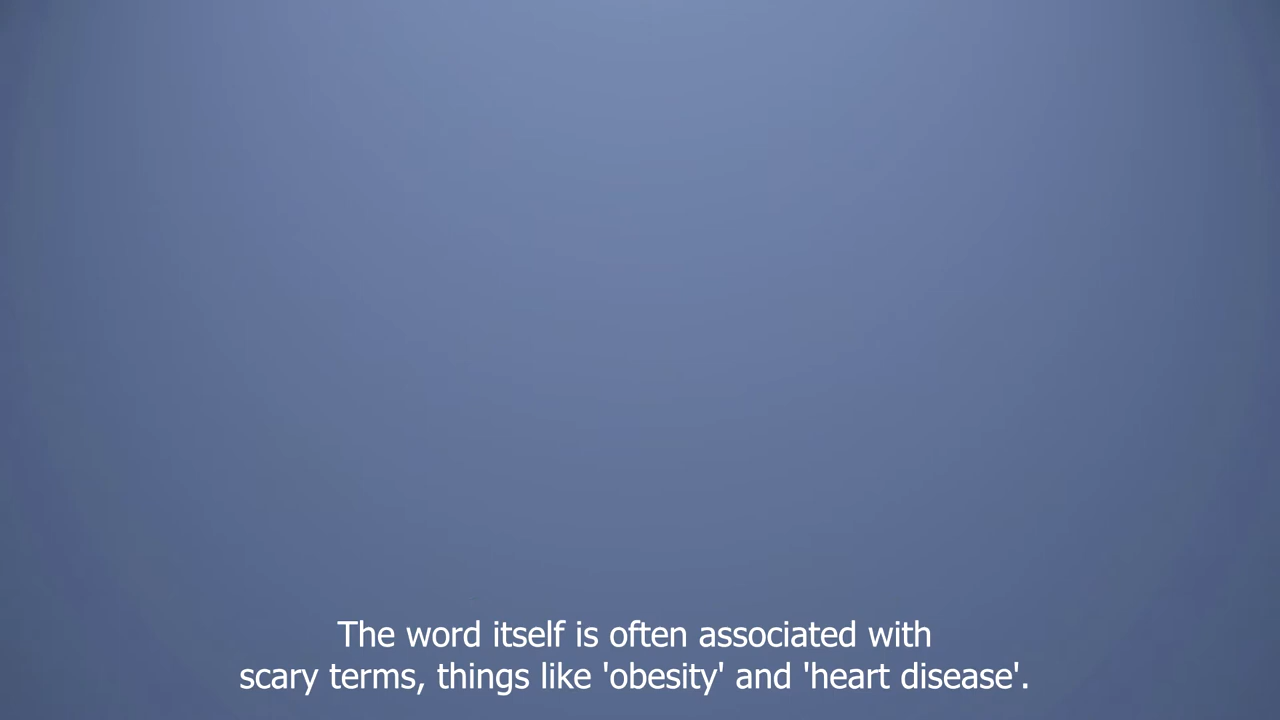 The word itself is often associated with
scary terms, things like 'obesity' and 'heart disease'.